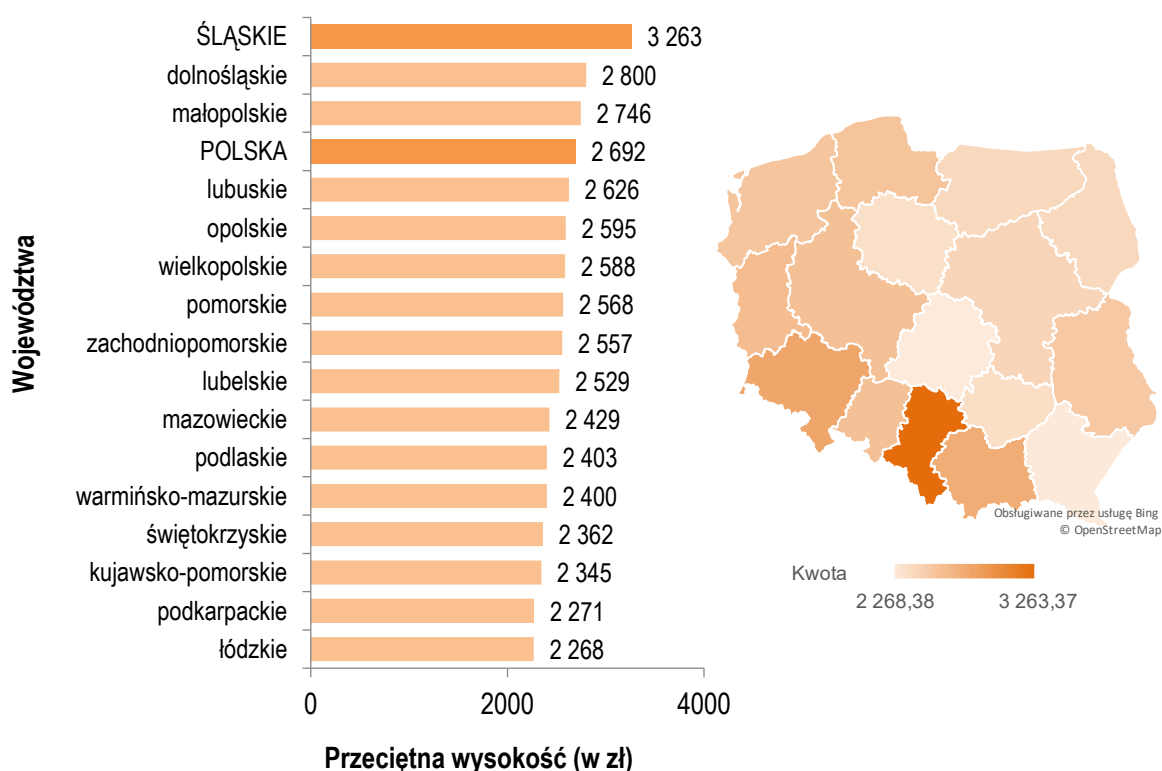 Województwa
ŚLĄSKIE 3 263
dolnośląskie 2 800
małopolskie 2 746
POLSKA 2 692
lubuskie 2 626
opolskie 2 595
wielkopolskie 2 588
pomorskie 2 568
zachodniopomorskie 2 557
lubelskie 2 529
mazowieckie 2 429
podlaskie 2 403
warmińsko-mazurskie 2 400
świętokrzyskie 2 362
kujawsko-pomorskie 2 345
podkarpackie 2 271
łódzkie 2 268
0 2000 4000
Przeciętna wysokość (w zł)
Obsługiwane przez usługę Bing
© OpenStreetMap
Kwota
2 268,38 3 263,37